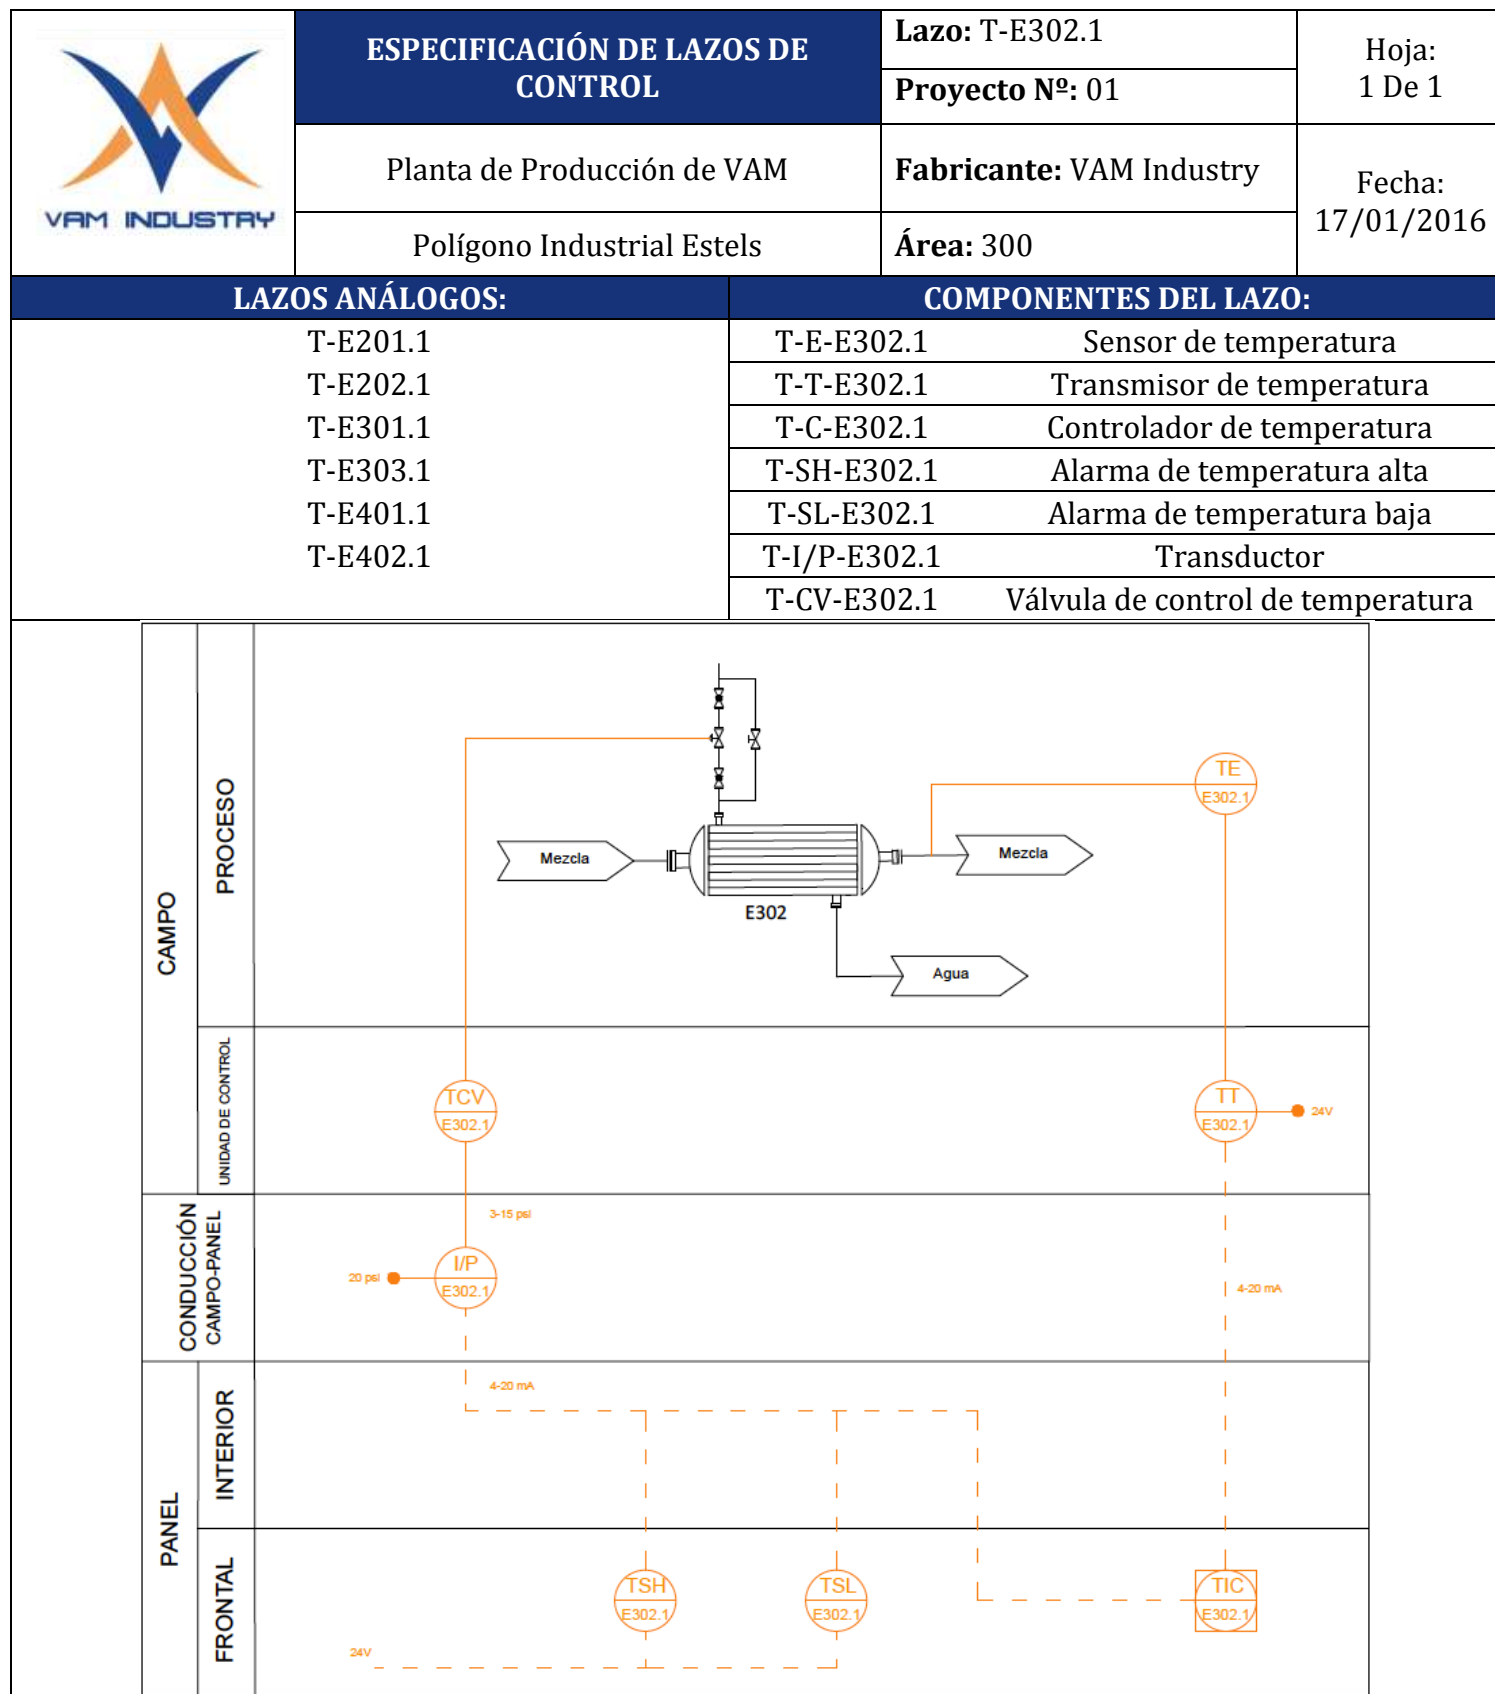 VAM INDUSTRY
ESPECIFICACIÓN DE LAZOS DE
CONTROL
Lazo: T-E302.1
Proyecto Nº: 01
Hoja:
1 De 1
Planta de Producción de VAM
Fabricante: VAM Industry
Fecha:
17/01/2016
Polígono Industrial Estels
Área: 300
LAZOS ANÁLOGOS:
T-E201.1
T-E202.1
T-E301.1
T-E303.1
T-E401.1
T-E402.1
COMPONENTES DEL LAZO:
T-E-E302.1 Sensor de temperatura
T-T-E302.1 Transmisor de temperatura
T-C-E302.1 Controlador de temperatura
T-SH-E302.1 Alarma de temperatura alta
T-SL-E302.1 Alarma de temperatura baja
T-I/P-E302.1 Transductor
T-CV-E302.1 Válvula de control de temperatura
CAMPO
PROCESO
TE
E302.1
Mezcla
Mezcla
E302
Agua
UNIDAD DE CONTROL
TCV
E302.1
TT
E302.1
24V
CONDUCCIÓN
CAMPO-PANEL
3-15 psi
20 psi
I/P
E302.1
4-20 mA
PANEL
INTERIOR
4-20 mA
FRONTAL
TSH
E302.1
TSL
E302.1
TIC
E302.1
24V